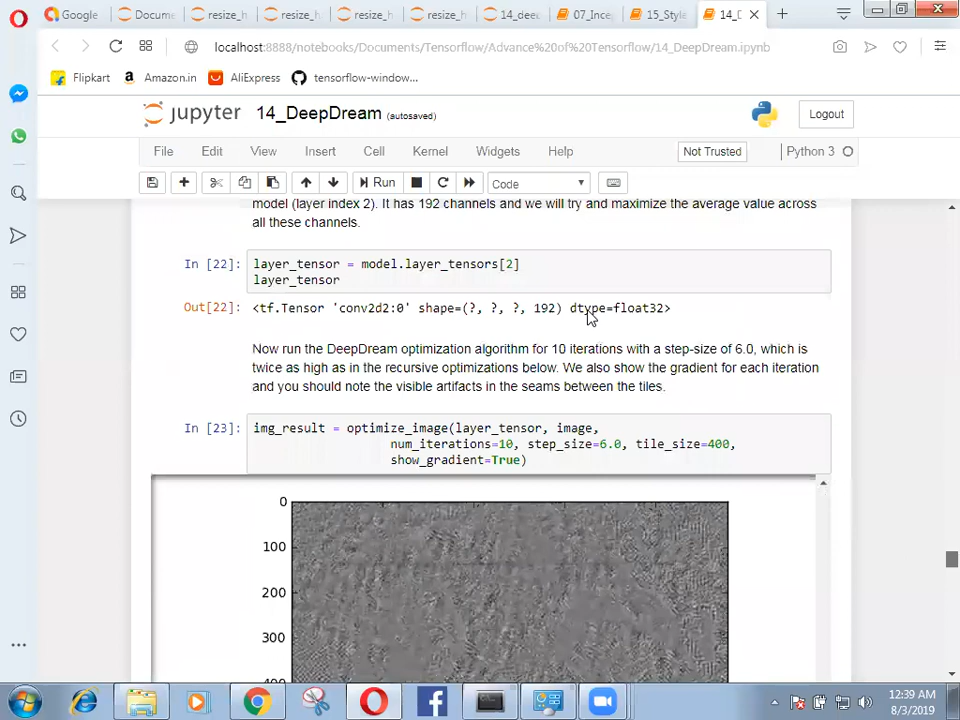 Google
Docume
resize_h
resize_h
resize_h
resize_h
14_dee
07_Ince
15_Style
14_D
localhost:8888/notebooks/Documents/Tensorflow/Advance%20of%20Tensorflow/14_DeepDream.ipynb
Flipkart
Amazon.in
AliExpress
tensorflow-window...
jupyter 14_DeepDream (autosaved)
Logout
File Edit View Insert Cell Kernel Widgets Help
Not Trusted
Python 3
Run
Code
model (layer index 2). It has 192 channels and we will try and maximize the average value across
all these channels.
In [22]: layer_tensor = model.layer_tensors[2]
layer_tensor
Out[22]: <tf.Tensor 'conv2d2:0' shape=(?, ?, ?, 192) dtype=float32>
Now run the DeepDream optimization algorithm for 10 iterations with a step-size of 6.0, which is
twice as high as in the recursive optimizations below. We also show the gradient for each iteration
and you should note the visible artifacts in the seams between the tiles.
In [23]: img_result = optimize_image(layer_tensor, image,
num_iterations=10, step_size=6.0, tile_size=400,
show_gradient=True)
0
100
200
300
400
12:39 AM
8/3/2019